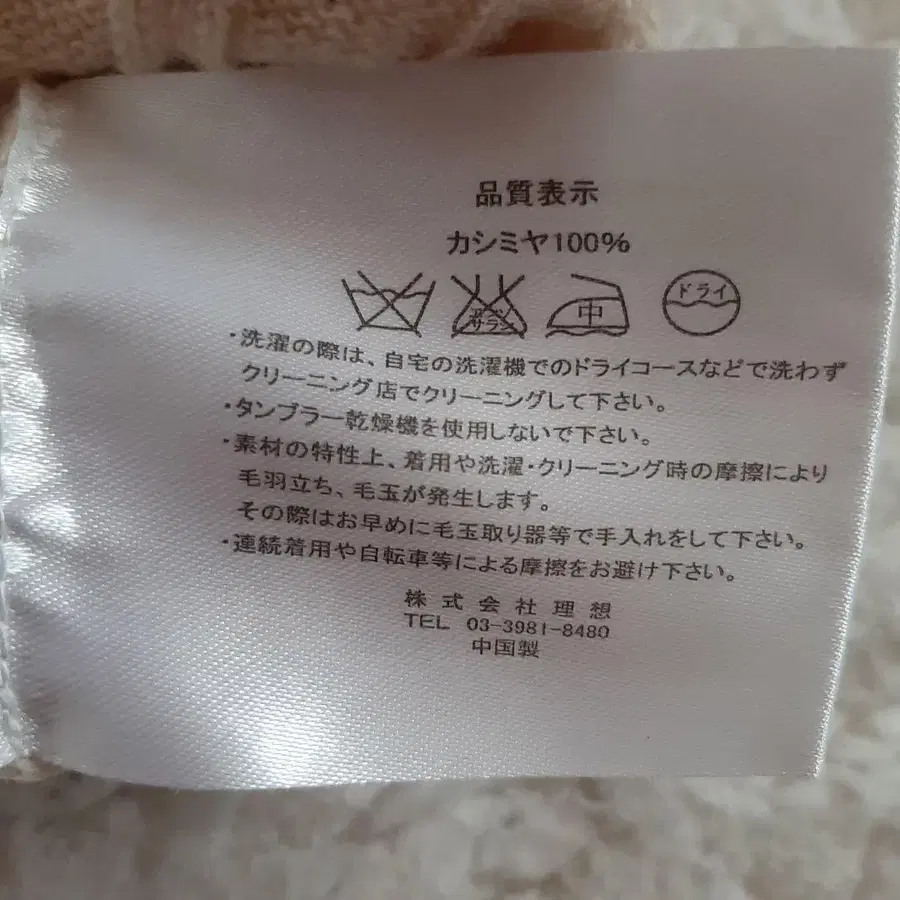 品質表示
カシミヤ100%
サラシ 中 ドライ
・洗濯の際は、自宅の洗濯機でのドライコースなどで洗わず
クリーニング店でクリーニングして下さい。
・タンブラー乾燥機を使用しないで下さい。
・素材の特性上、着用や洗濯・クリーニング時の摩擦により
毛羽立ち、毛玉が発生します。
その際はお早めに毛玉取り器等で手入れをして下さい。
・連続着用や自転車等による摩擦をお避け下さい。
株式会社理想
TEL 03-3981-8480
中国製